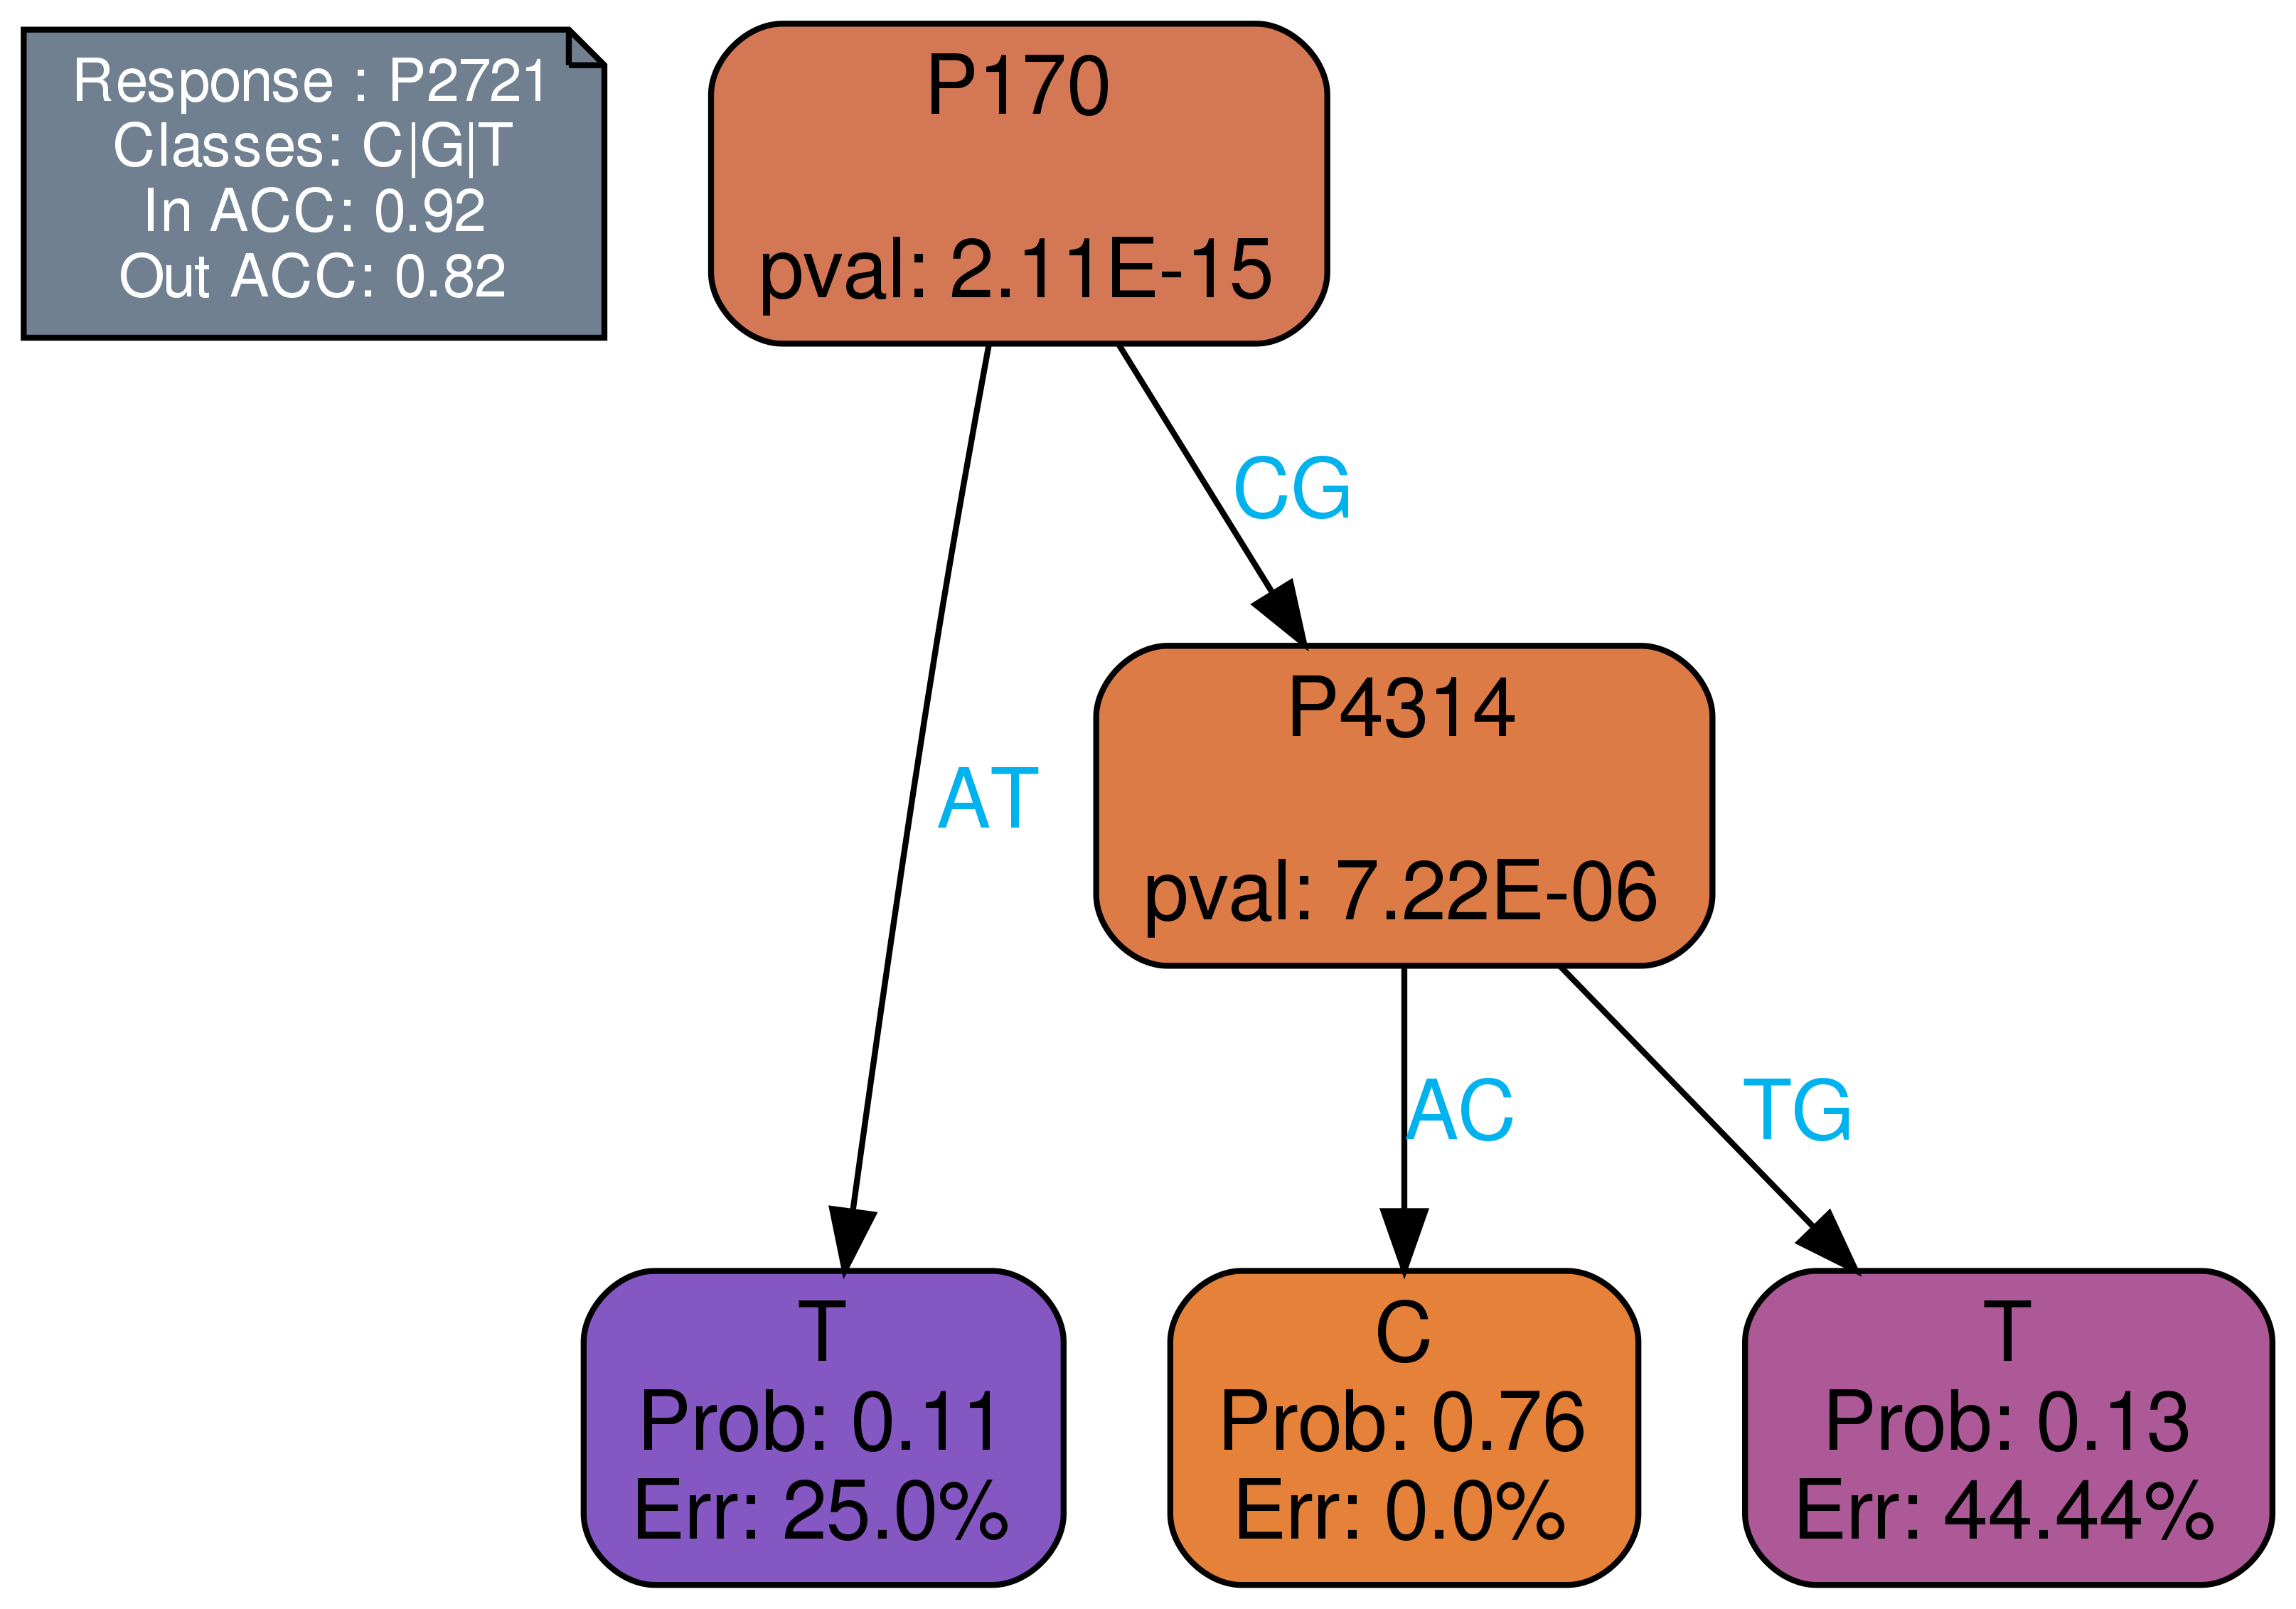 Response : P2721
Classes: C|G|T
In ACC: 0.92
Out ACC: 0.82
P170
pval: 2.11E-15
CG
P4314
pval: 7.22E-06
AT
AC
TG
T
Prob: 0.11
Err: 25.0%
C
Prob: 0.76
Err: 0.0%
T
Prob: 0.13
Err: 44.44%